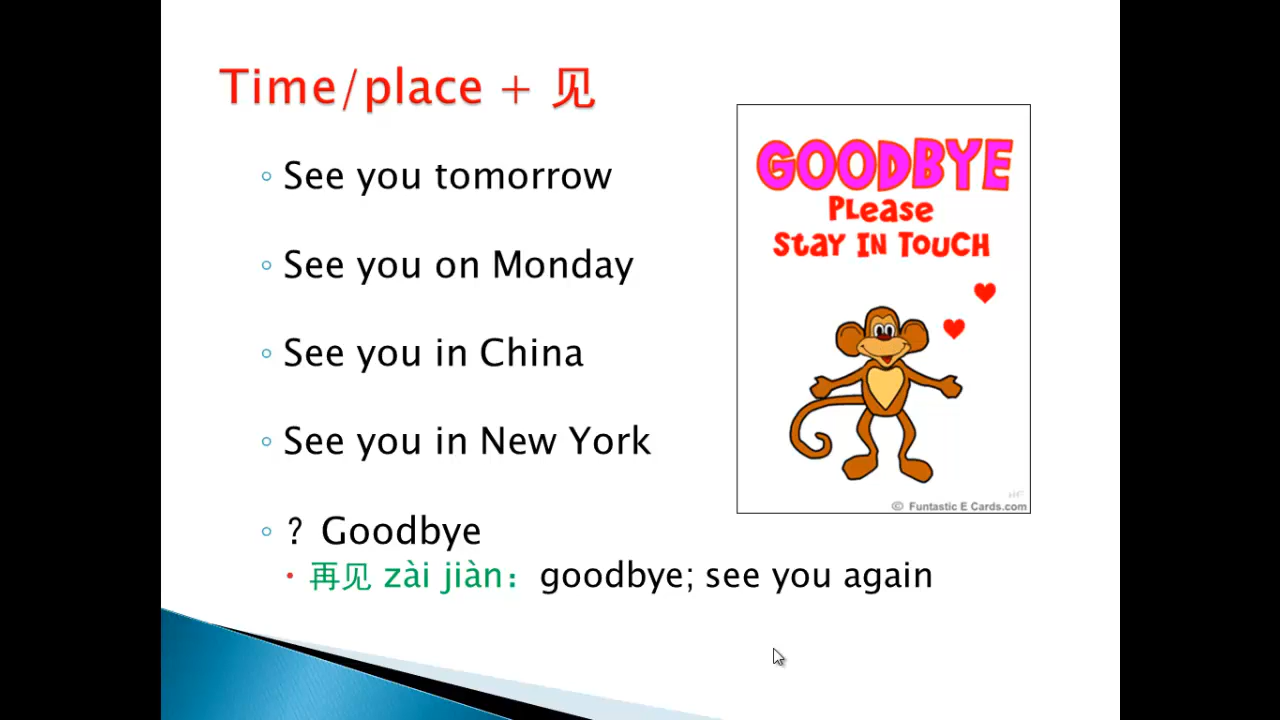 Time/place + 见
See you tomorrow
See you on Monday
See you in China
See you in New York
? Goodbye
再见 zài jiàn：goodbye; see you again
GOODBYE
PLease
Stay IN TOUCH
© Funtastic E Cards.com